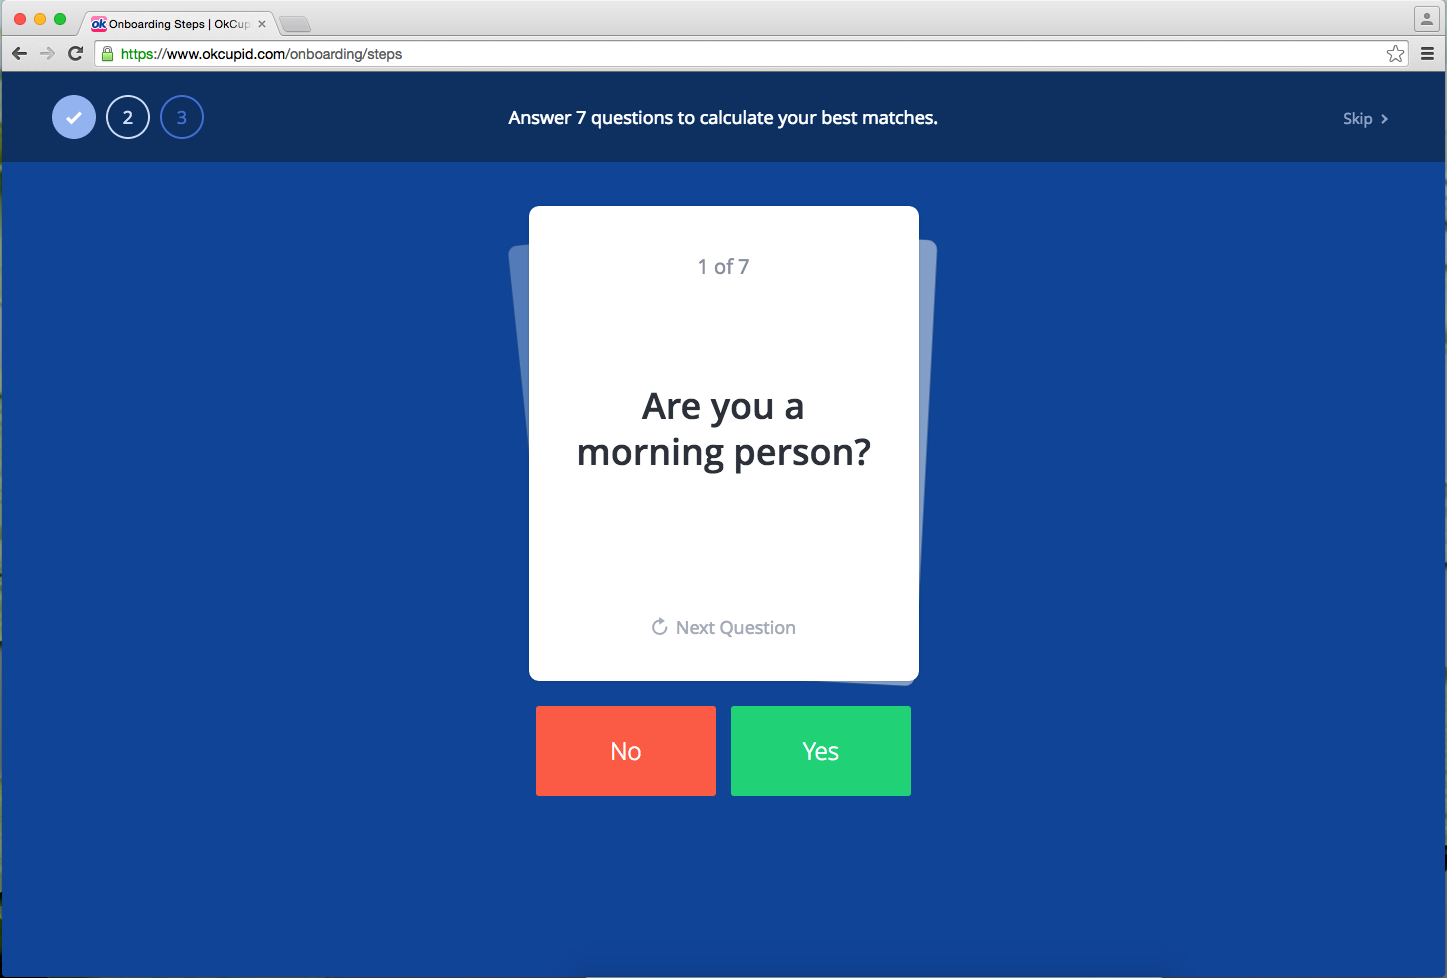 ok Onboarding Steps | OkCup
https://www.okcupid.com/onboarding/steps
2
3
Answer 7 questions to calculate your best matches.
Skip
1 of 7
Are you a
morning person?
Next Question
No
Yes